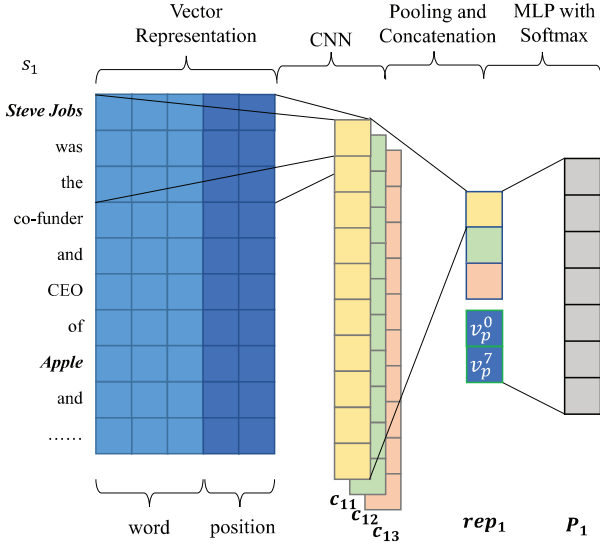 Vector
Representation
CNN
Pooling and
Concatenation
MLP with
Softmax
s₁
Steve Jobs
was
the
co-funder
and
CEO
of
Apple
and
......
word
position
c₁₁
c₁₂
c₁₃
v_p^0
v_p^7
rep₁
P₁